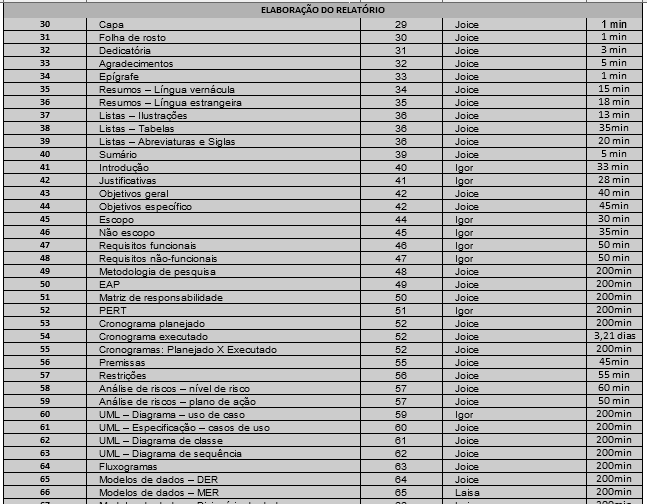 ELABORAÇÃO DO RELATÓRIO
30 Capa 29 Joice 1 min
31 Folha de rosto 30 Joice 1 min
32 Dedicatória 31 Joice 3 min
33 Agradecimentos 32 Joice 5 min
34 Epígrafe 33 Joice 1 min
35 Resumos – Língua vernácula 34 Joice 15 min
36 Resumos – Língua estrangeira 35 Joice 18 min
37 Listas – Ilustrações 36 Joice 13 min
38 Listas – Tabelas 36 Joice 35min
39 Listas – Abreviaturas e Siglas 36 Joice 20 min
40 Sumário 39 Joice 5 min
41 Introdução 40 Igor 33 min
42 Justificativas 41 Igor 28 min
43 Objetivos geral 42 Joice 40 min
44 Objetivos específico 42 Joice 45min
45 Escopo 44 Igor 30 min
46 Não escopo 45 Igor 35min
47 Requisitos funcionais 46 Igor 50 min
48 Requisitos não-funcionais 47 Igor 50 min
49 Metodologia de pesquisa 48 Joice 200min
50 EAP 49 Joice 200min
51 Matriz de responsabilidade 50 Joice 200min
52 PERT 51 Igor 200min
53 Cronograma planejado 52 Joice 200min
54 Cronograma executado 52 Joice 3,21 dias
55 Cronogramas: Planejado X Executado 52 Joice 200min
56 Premissas 55 Joice 45min
57 Restrições 56 Joice 55 min
58 Análise de riscos – nível de risco 57 Joice 60 min
59 Análise de riscos – plano de ação 57 Joice 50 min
60 UML – Diagrama – uso de caso 59 Igor 200min
61 UML – Especificação – casos de uso 60 Joice 200min
62 UML – Diagrama de classe 61 Joice 200min
63 UML – Diagrama de sequência 62 Joice 200min
64 Fluxogramas 63 Joice 200min
65 Modelos de dados – DER 64 Joice 200min
66 Modelos de dados – MER 65 Laisa 200min